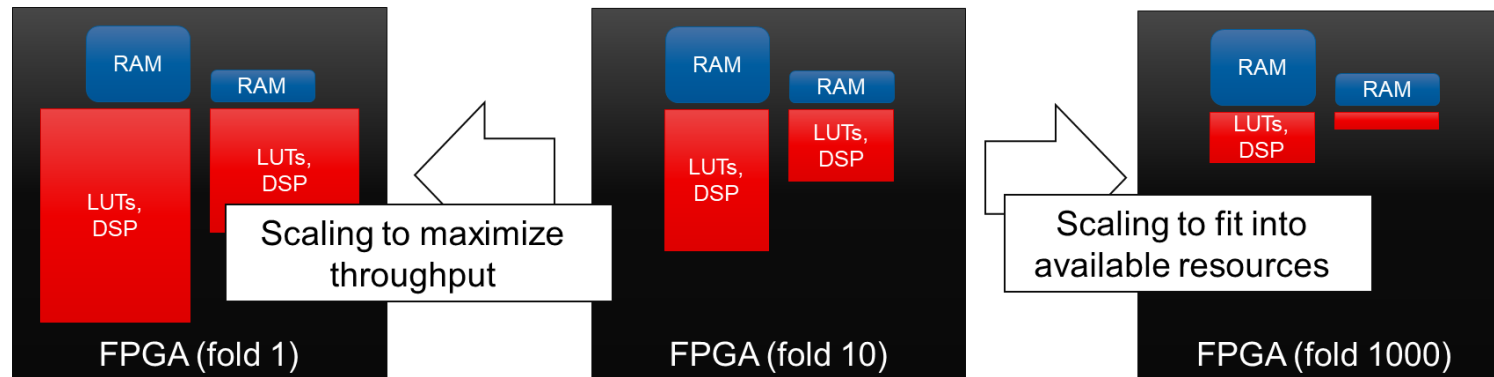 RAM
RAM
LUTs,
DSP
LUTs,
DSP
FPGA (fold 1)
Scaling to maximize
throughput
RAM
RAM
LUTs,
DSP
LUTs,
DSP
FPGA (fold 10)
Scaling to fit into
available resources
RAM
RAM
LUTs,
DSP
FPGA (fold 1000)